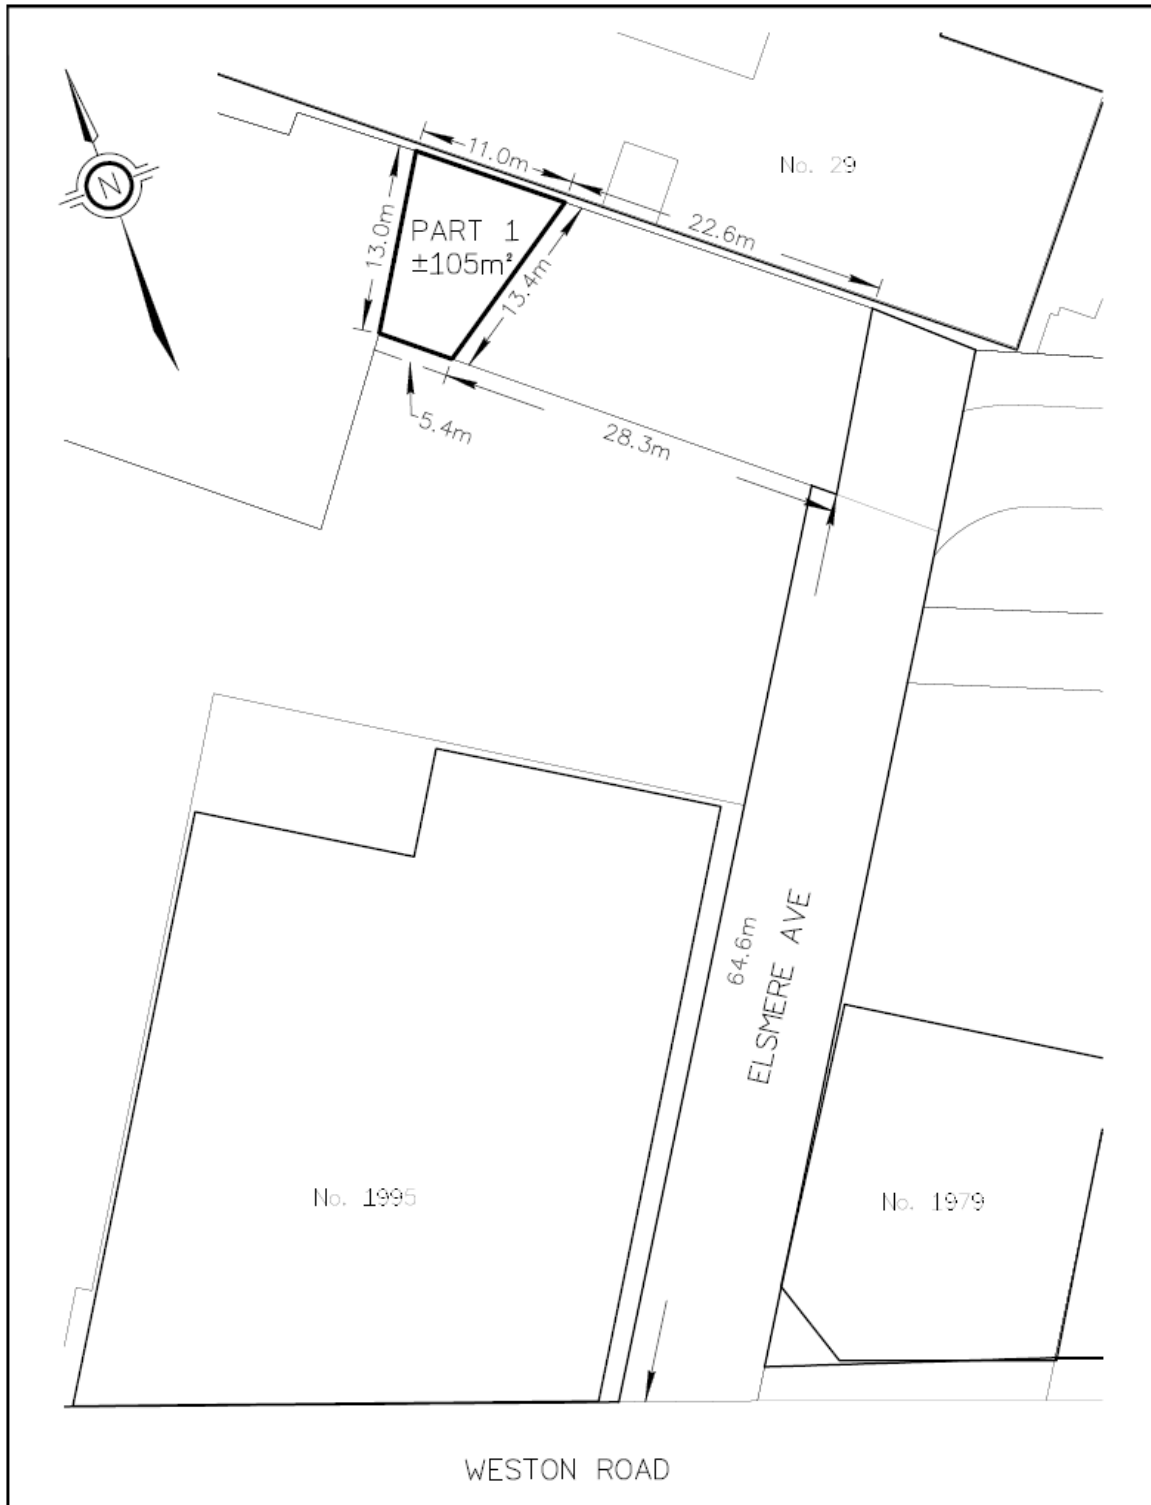 No. 29
11.0m
N
22.6m
13.0m
PART 1
±105m²
13.4m
5.4m
28.3m
64.6m
ELSMERE AVE
No. 1995
No. 1979
WESTON ROAD